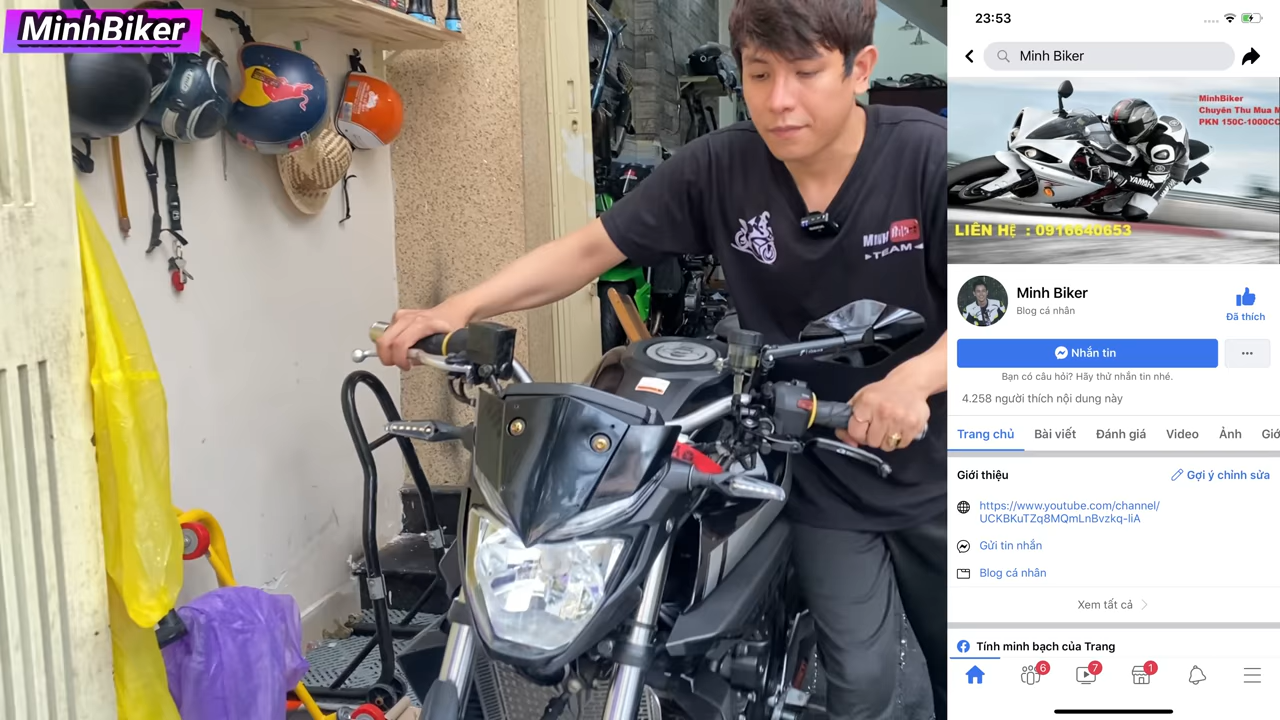 MinhBiker
MINH BIKER
TEAM
23:53
Minh Biker
MinhBiker
Chuyên Thu Mua M
PKN 150C-1000CC
YAMAHA
LIÊN HỆ : 0916640653
Minh Biker
Blog cá nhân
Đã thích
Nhắn tin
Bạn có câu hỏi? Hãy thử nhắn tin nhé.
4.258 người thích nội dung này
Trang chủ
Bài viết
Đánh giá
Video
Ảnh
Giớ
Giới thiệu
Gợi ý chỉnh sửa
https://www.youtube.com/channel/
UCKBKuTZq8MQmLnBvzkq-liA
Gửi tin nhắn
Blog cá nhân
Xem tất cả
Tính minh bạch của Trang
6
7
1